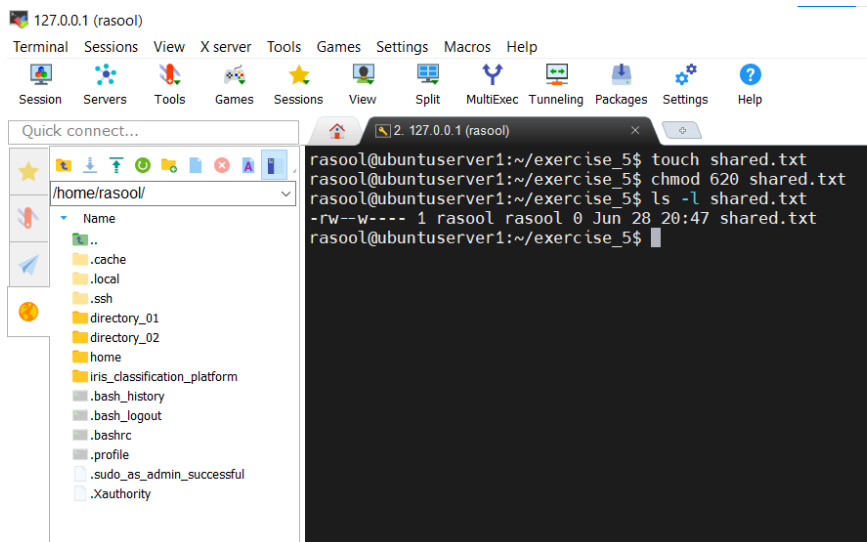 127.0.0.1 (rasool)
Terminal Sessions View X server Tools Games Settings Macros Help
Session Servers Tools Games Sessions View Split MultiExec Tunneling Packages Settings Help
Quick connect...
2. 127.0.0.1 (rasool)
/home/rasool/
Name
..
.cache
.local
.ssh
directory_01
directory_02
home
iris_classification_platform
.bash_history
.bash_logout
.bashrc
.profile
.sudo_as_admin_successful
.Xauthority
rasool@ubuntuserver1:~/exercise_5$ touch shared.txt
rasool@ubuntuserver1:~/exercise_5$ chmod 620 shared.txt
rasool@ubuntuserver1:~/exercise_5$ ls -l shared.txt
-rw--w---- 1 rasool rasool 0 Jun 28 20:47 shared.txt
rasool@ubuntuserver1:~/exercise_5$